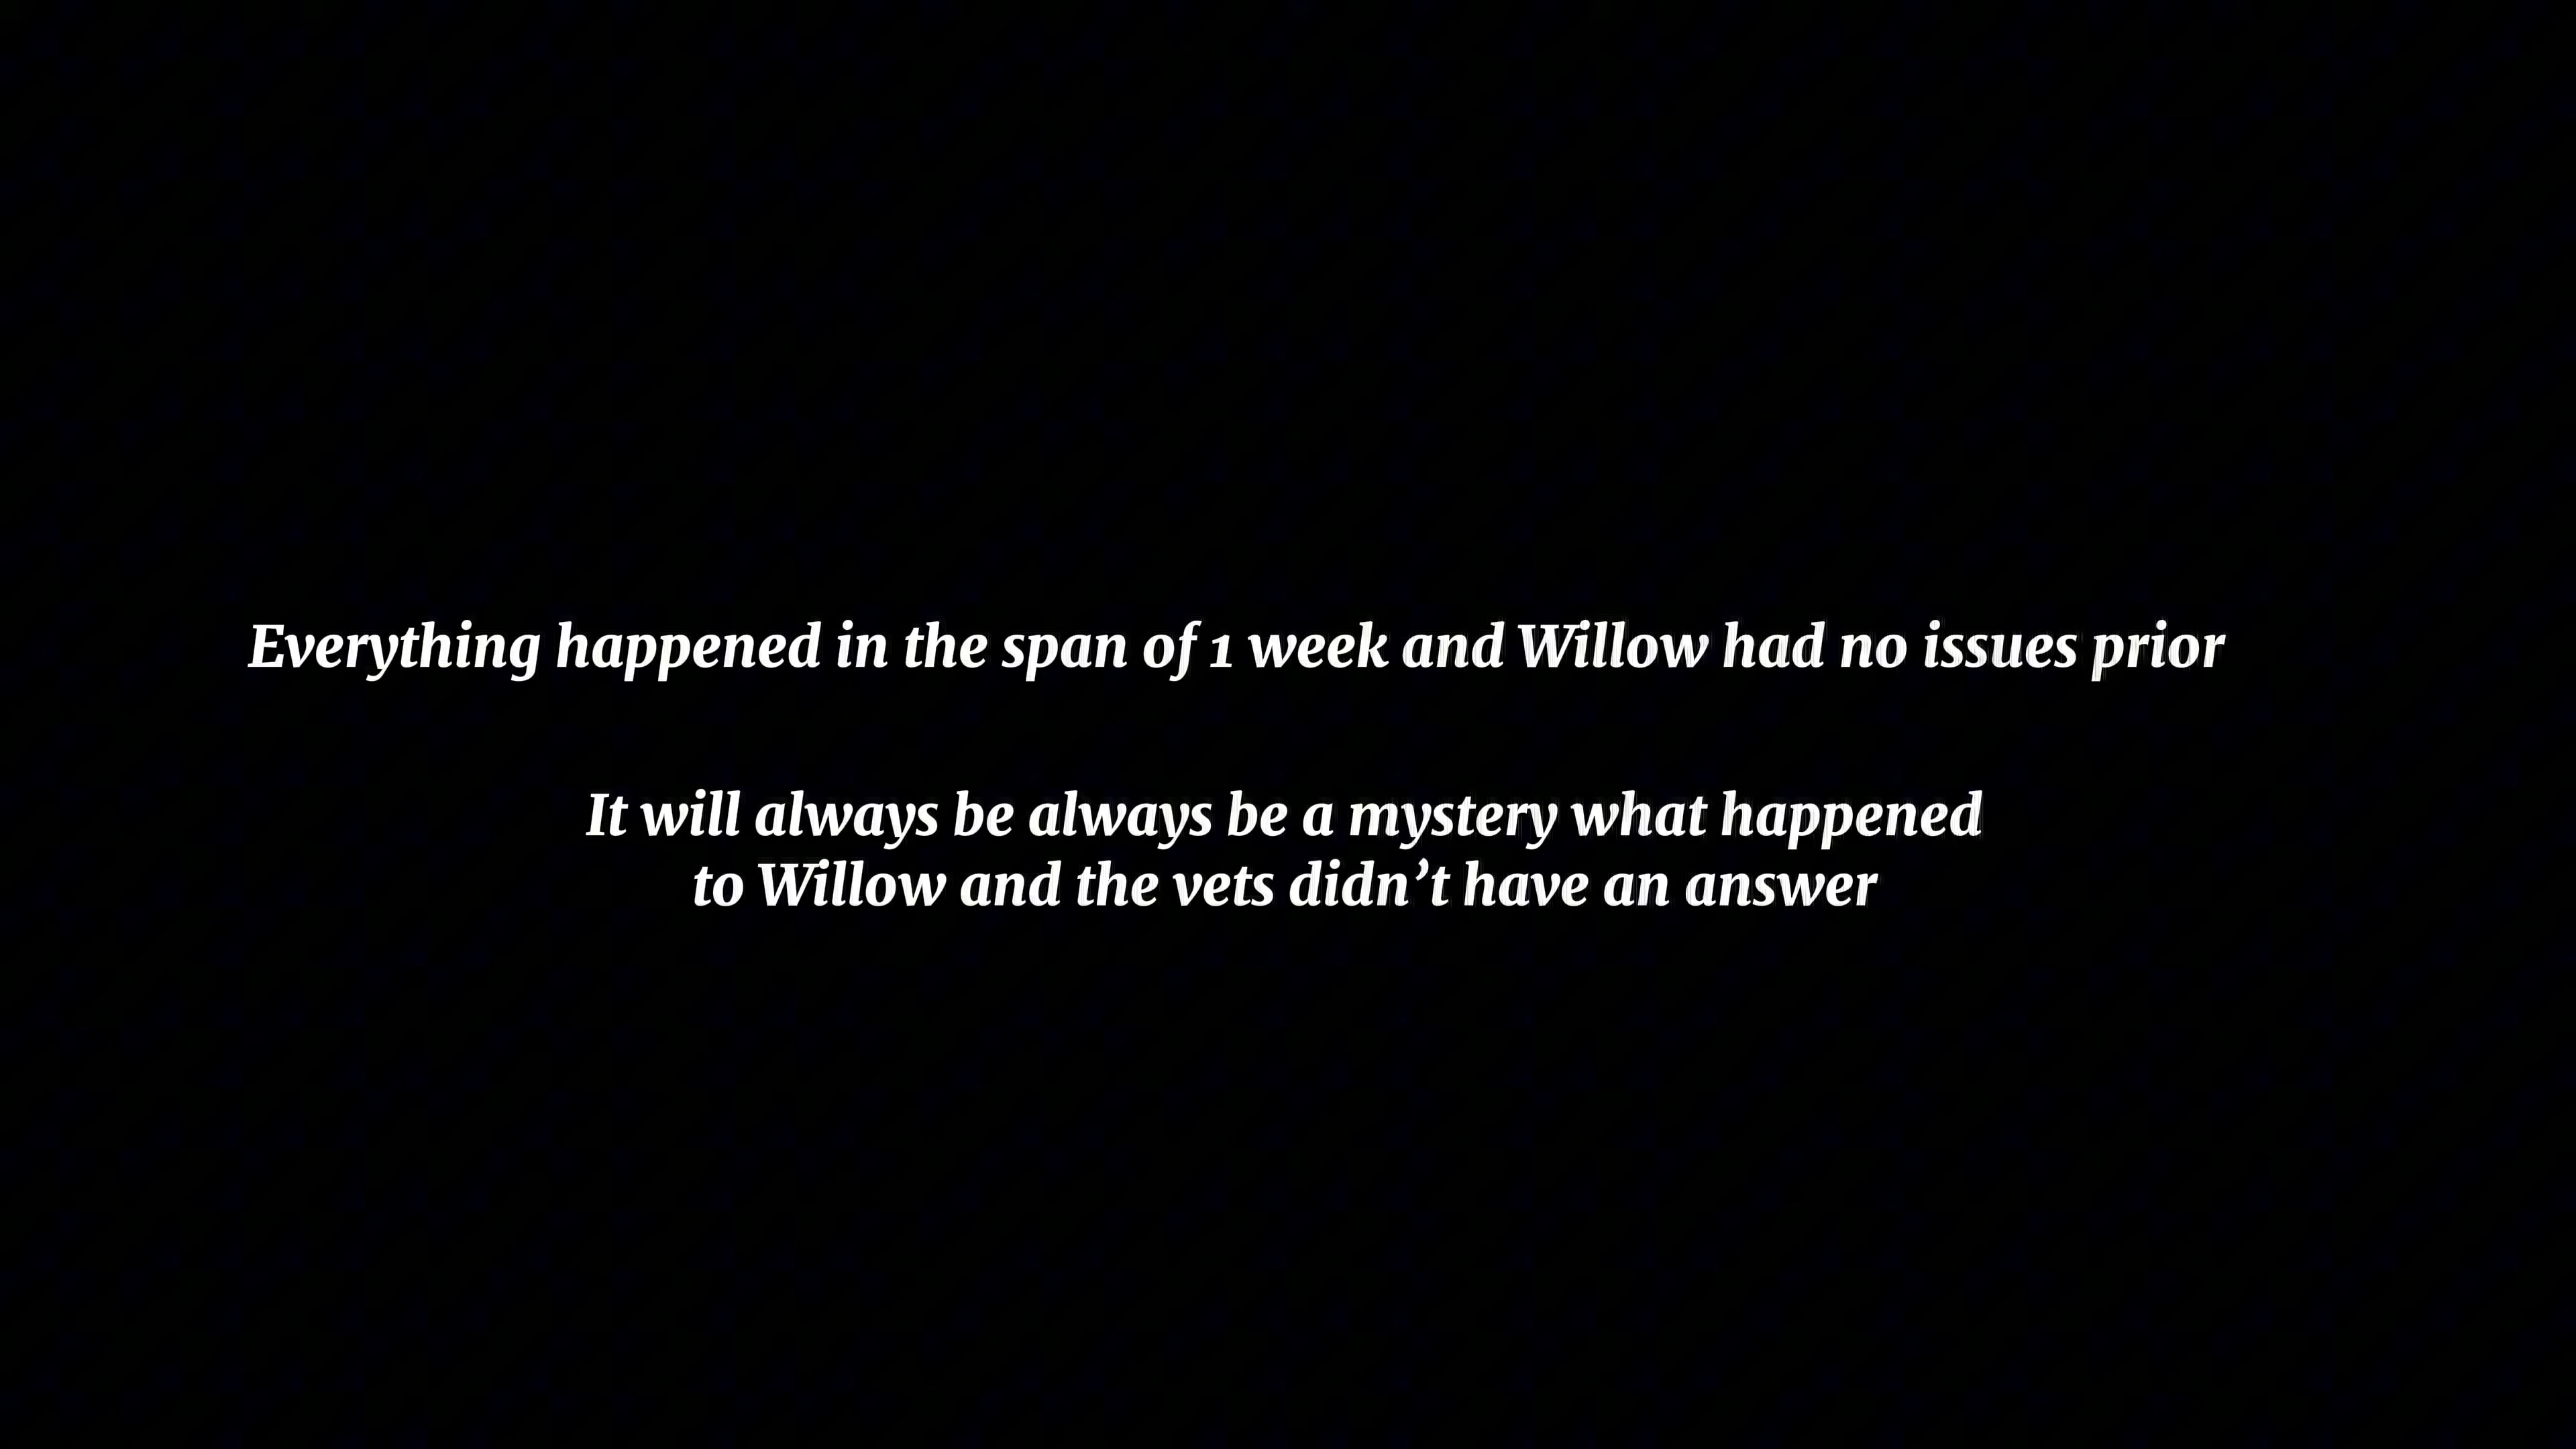 Everything happened in the span of 1 week and Willow had no issues prior
It will always be always be a mystery what happened
to Willow and the vets didn’t have an answer